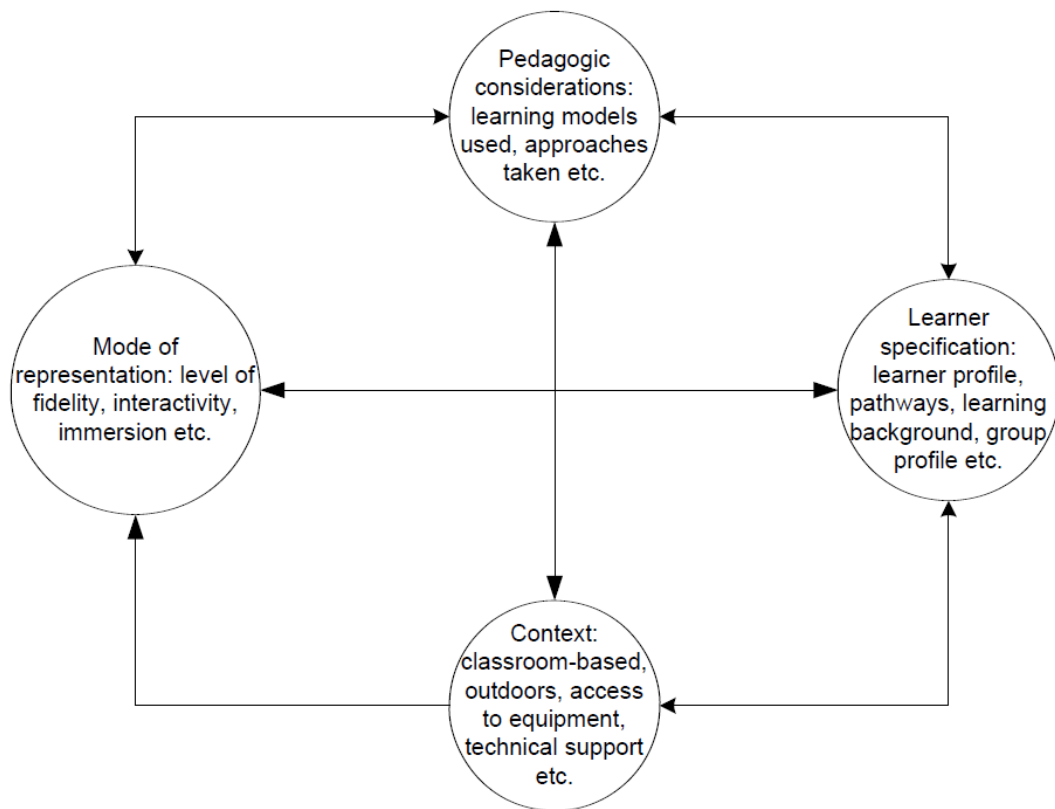 Pedagogic
considerations:
learning models
used, approaches
taken etc.
Mode of
representation: level of
fidelity, interactivity,
immersion etc.
Learner
specification:
learner profile,
pathways, learning
background, group
profile etc.
Context:
classroom-based,
outdoors, access
to equipment,
technical support
etc.